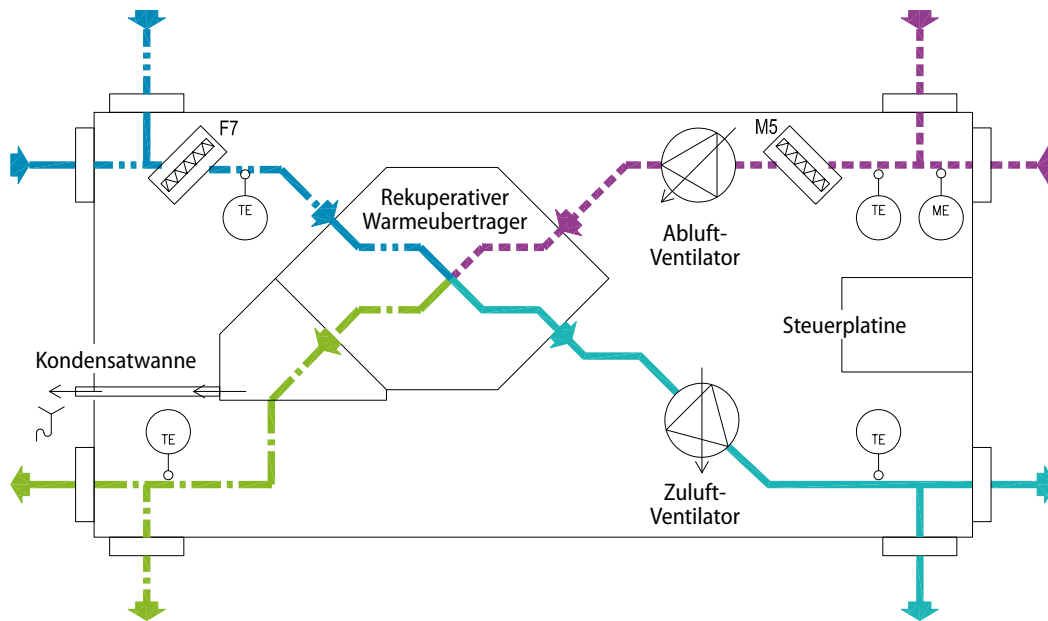 F7
M5
TE
Rekuperativer
Warmeubertrager
TE
ME
Abluft-
Ventilator
Steuerplatine
Kondensatwanne
TE
TE
Zuluft-
Ventilator